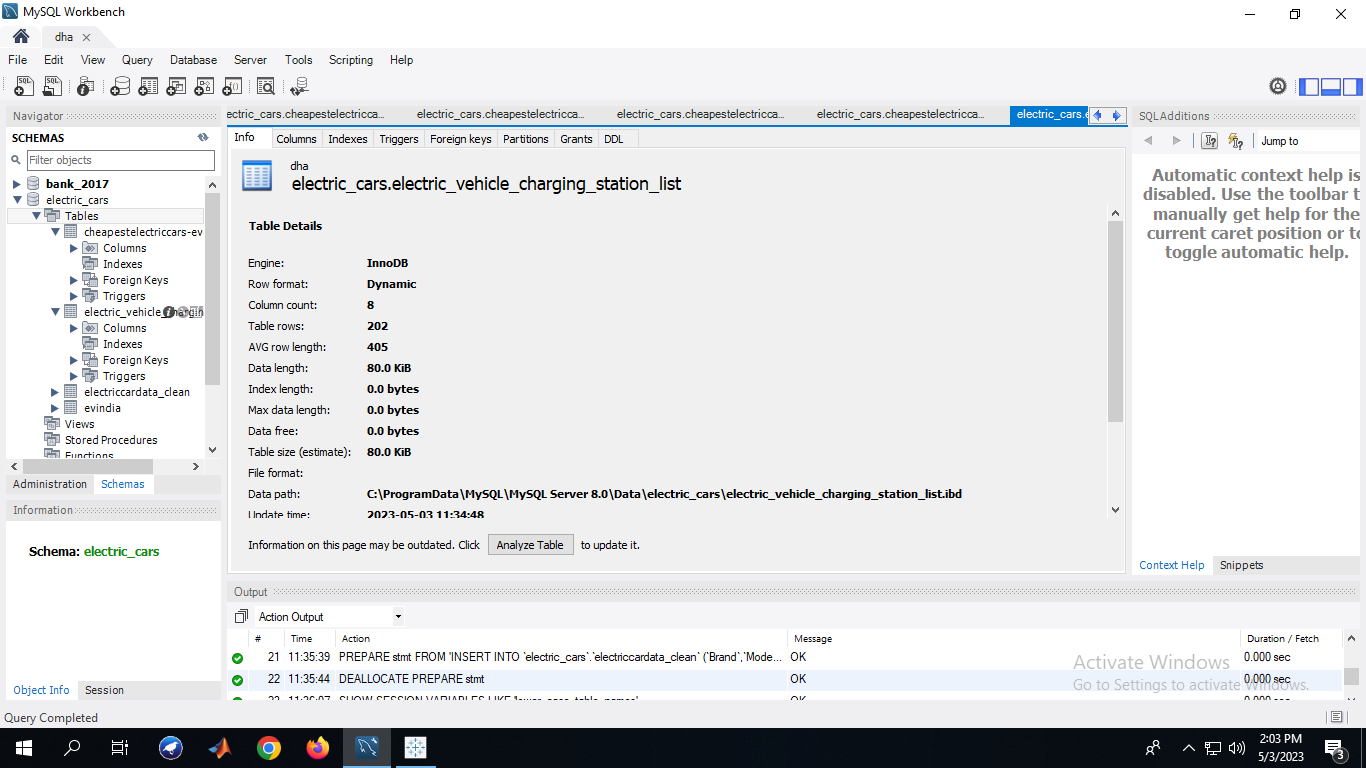 MySQL Workbench
dha
File Edit View Query Database Server Tools Scripting Help
Navigator
SCHEMAS
Filter objects
bank_2017
electric_cars
Tables
cheapestelectriccars-ev
Columns
Indexes
Foreign Keys
Triggers
electric_vehicle_
Columns
Indexes
Foreign Keys
Triggers
electriccardata_clean
evindia
Views
Stored Procedures
Functions
Administration Schemas
Information
Schema: electric_cars
Object Info Session
Query Completed
electric_cars.cheapestelectricca... electric_cars.cheapestelectricca... electric_cars.cheapestelectricca... electric_cars.cheapestelectricca... electric_cars.e
Info Columns Indexes Triggers Foreign keys Partitions Grants DDL
dha
electric_cars.electric_vehicle_charging_station_list
Table Details
Engine: InnoDB
Row format: Dynamic
Column count: 8
Table rows: 202
AVG row length: 405
Data length: 80.0 KiB
Index length: 0.0 bytes
Max data length: 0.0 bytes
Data free: 0.0 bytes
Table size (estimate): 80.0 KiB
File format:
Data path: C:\ProgramData\MySQL\MySQL Server 8.0\Data\electric_cars\electric_vehicle_charging_station_list.ibd
Update time: 2023-05-03 11:34:48
Information on this page may be outdated. Click Analyze Table to update it.
SQLAdditions
Jump to
Automatic context help is
disabled. Use the toolbar t
manually get help for the
current caret position or to
toggle automatic help.
Context Help Snippets
Output
Action Output
# Time Action Message Duration / Fetch
21 11:35:39 PREPARE stmt FROM 'INSERT INTO `electric_cars`.`electriccardata_clean` (`Brand`,`Mode... OK 0.000 sec
22 11:35:44 DEALLOCATE PREPARE stmt OK 0.000 sec
Activate Windows
Go to Settings to activate Windows.
2:03 PM
5/3/2023
3